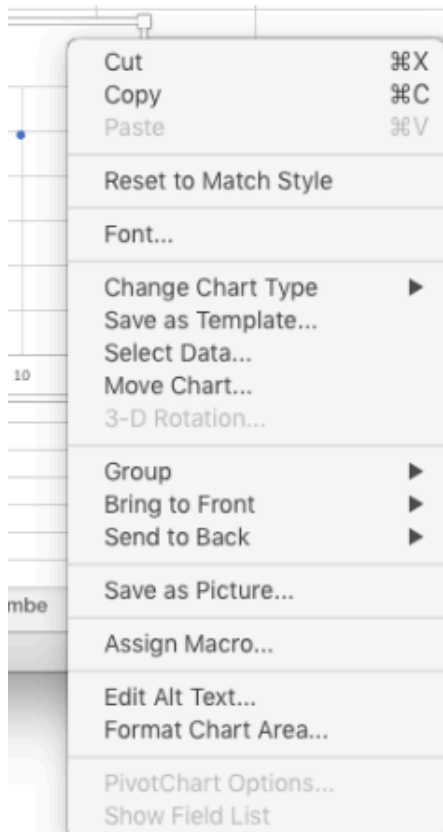 Cut ⌘X
Copy ⌘C
Paste ⌘V
Reset to Match Style
Font...
Change Chart Type ▶
Save as Template...
Select Data...
Move Chart...
10
3-D Rotation...
Group ▶
Bring to Front ▶
Send to Back ▶
Save as Picture...
mbe
Assign Macro...
Edit Alt Text...
Format Chart Area...
PivotChart Options...
Show Field List